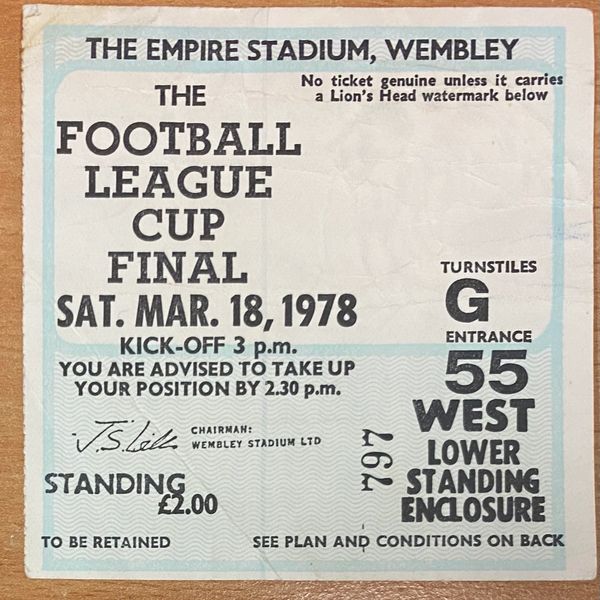 THE EMPIRE STADIUM, WEMBLEY
No ticket genuine unless it carries
a Lion's Head watermark below
THE
FOOTBALL
LEAGUE
CUP
FINAL
SAT. MAR. 18, 1978
KICK-OFF 3 p.m.
YOU ARE ADVISED TO TAKE UP
YOUR POSITION BY 2.30 p.m.
CHAIRMAN:
WEMBLEY STADIUM LTD
STANDING
£2.00
TO BE RETAINED
TURNSTILES
G
ENTRANCE
55
WEST
LOWER
STANDING
ENCLOSURE
797
SEE PLAN AND CONDITIONS ON BACK